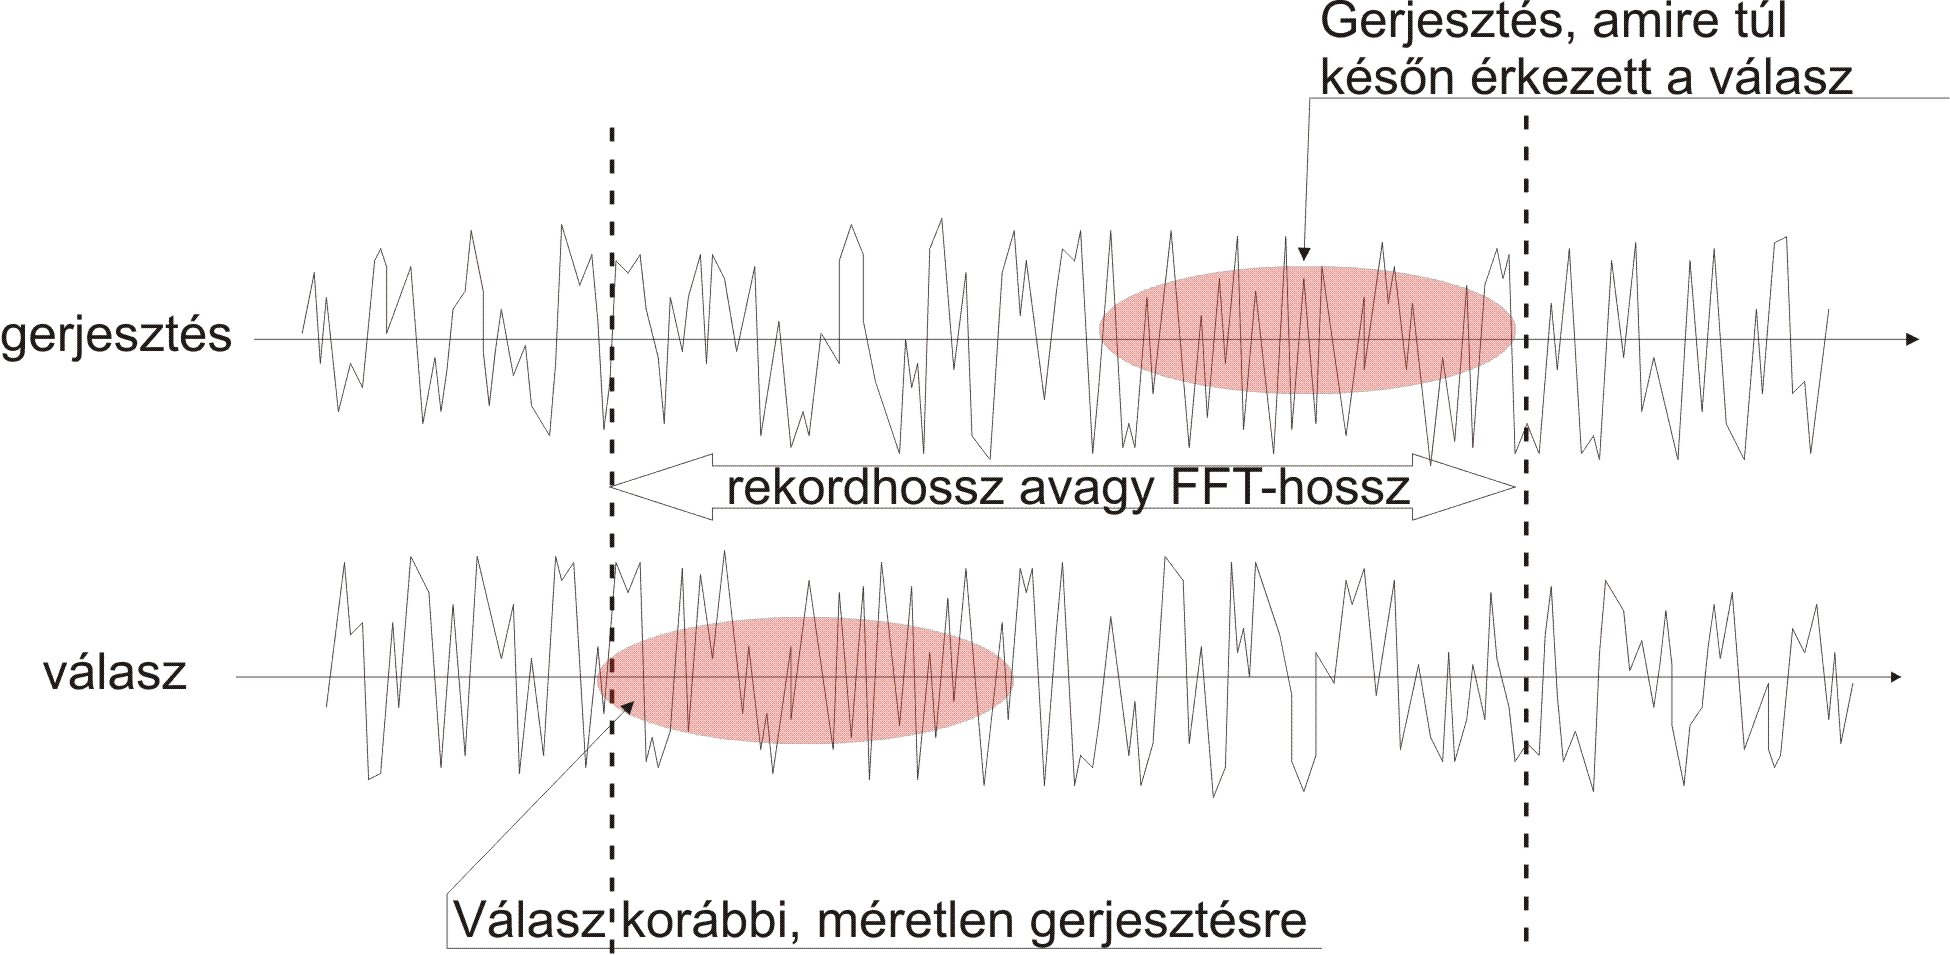 Gerjesztés, amire túl
későn érkezett a válasz
gerjesztés
rekordhossz avagy FFT-hossz
válasz
Válasz korábbi, méretlen gerjesztésre